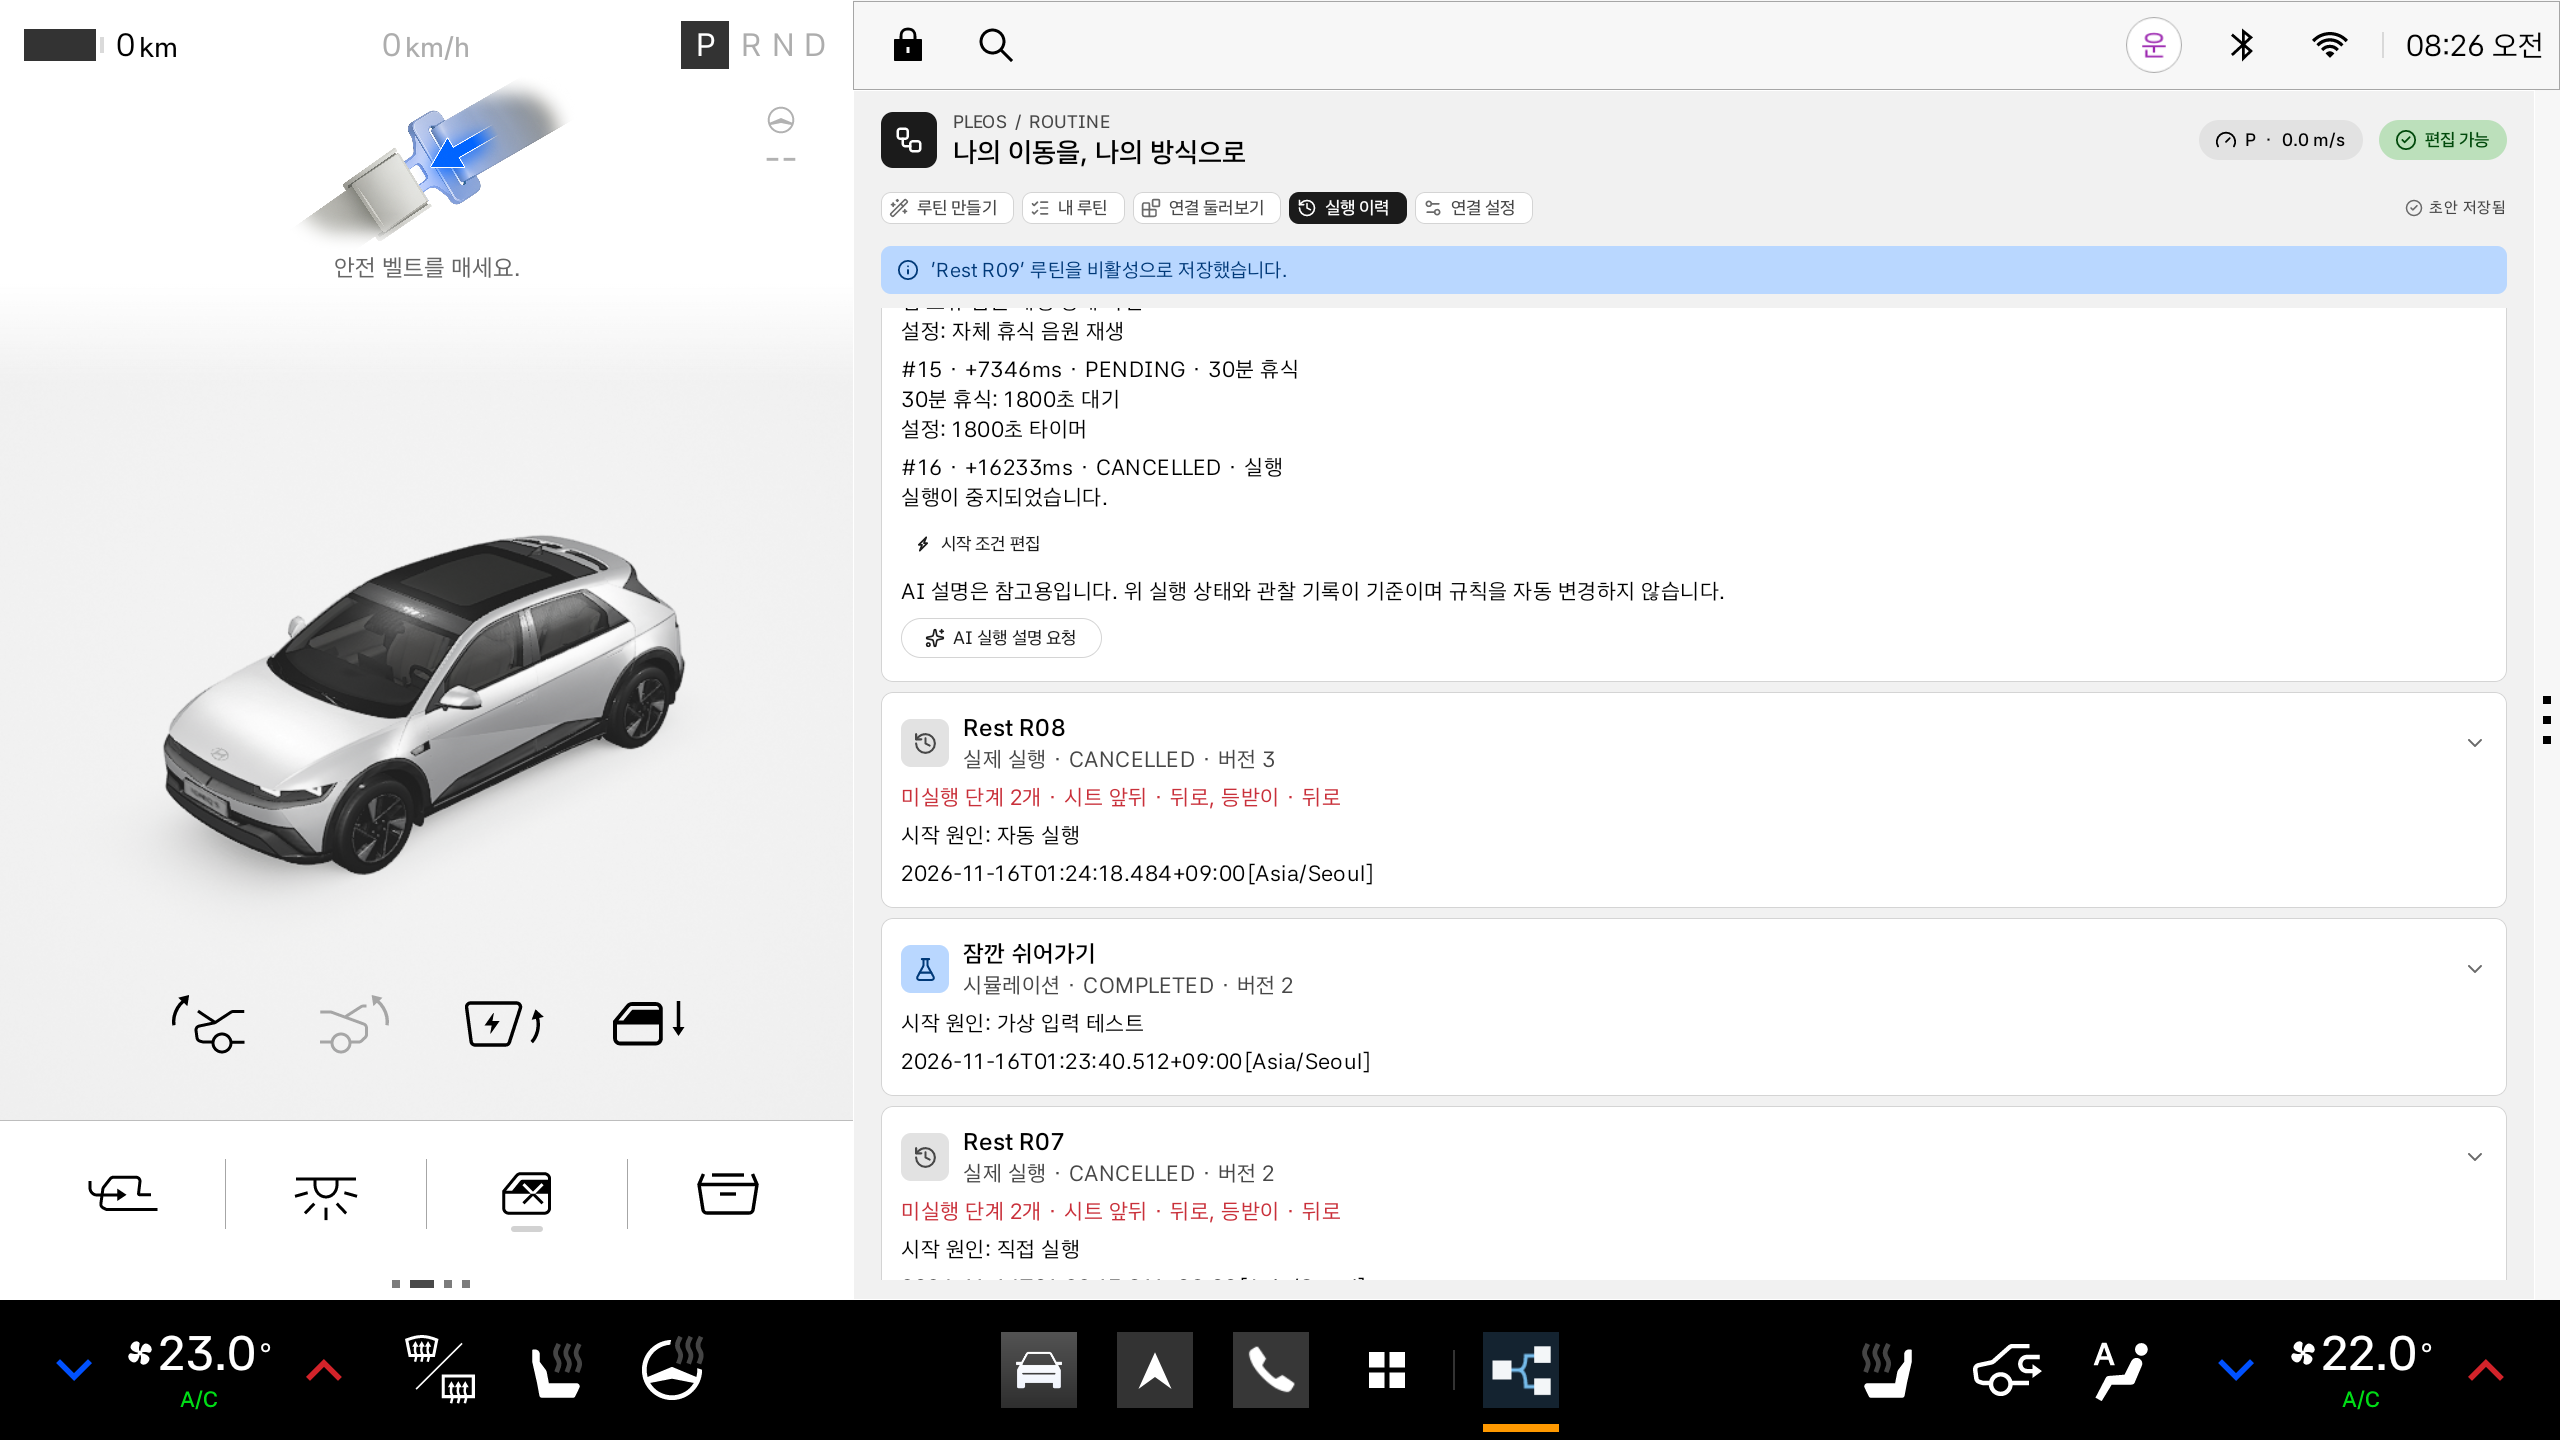 0 km
0 km/h
P R N D
안전 벨트를 매세요.
운
08:26 오전
PLEOS / ROUTINE
나의 이동을, 나의 방식으로
P · 0.0 m/s
편집 가능
루틴 만들기
내 루틴
연결 둘러보기
실행 이력
연결 설정
초안 저장됨
‘Rest R09’ 루틴을 비활성으로 저장했습니다.
설정: 자체 휴식 음원 재생
#15 · +7346ms · PENDING · 30분 휴식
30분 휴식: 1800초 대기
설정: 1800초 타이머
#16 · +16233ms · CANCELLED · 실행
실행이 중지되었습니다.
시작 조건 편집
AI 설명은 참고용입니다. 위 실행 상태와 관찰 기록이 기준이며 규칙을 자동 변경하지 않습니다.
AI 실행 설명 요청
Rest R08
실제 실행 · CANCELLED · 버전 3
미실행 단계 2개 · 시트 앞뒤 · 뒤로, 등받이 · 뒤로
시작 원인: 자동 실행
2026-11-16T01:24:18.484+09:00[Asia/Seoul]
잠깐 쉬어가기
시뮬레이션 · COMPLETED · 버전 2
시작 원인: 가상 입력 테스트
2026-11-16T01:23:40.512+09:00[Asia/Seoul]
Rest R07
실제 실행 · CANCELLED · 버전 2
미실행 단계 2개 · 시트 앞뒤 · 뒤로, 등받이 · 뒤로
시작 원인: 직접 실행
23.0°
A/C
A
22.0°
A/C